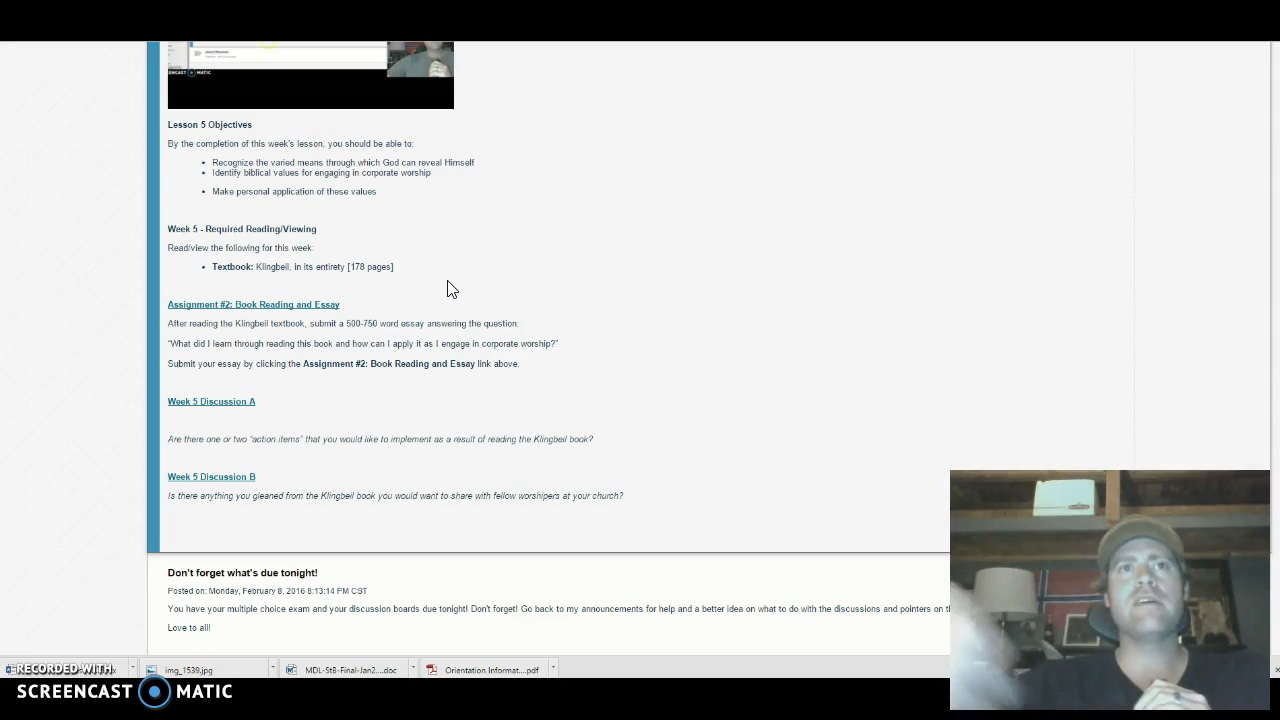 SCREENCAST MATIC
Lesson 5 Objectives
By the completion of this week's lesson, you should be able to:
• Recognize the varied means through which God can reveal Himself
• Identify biblical values for engaging in corporate worship
• Make personal application of these values
Week 5 - Required Reading/Viewing
Read/view the following for this week:
• Textbook: Klingbeil, in its entirety [178 pages]
Assignment #2: Book Reading and Essay
After reading the Klingbeil textbook, submit a 500-750 word essay answering the question:
“What did I learn through reading this book and how can I apply it as I engage in corporate worship?”
Submit your essay by clicking the Assignment #2: Book Reading and Essay link above.
Week 5 Discussion A
Are there one or two “action items” that you would like to implement as a result of reading the Klingbeil book?
Week 5 Discussion B
Is there anything you gleaned from the Klingbeil book you would want to share with fellow worshipers at your church?
Don't forget what's due tonight!
Posted on: Monday, February 8, 2016 8:13:14 PM CST
You have your multiple choice exam and your discussion boards due tonight! Don't forget! Go back to my announcements for help and a better idea on what to do with the discussions and pointers on
Love to all!
img_1539.jpg MDL-StB-Final-Jan2....doc Orientation Informat....pdf
RECORDED WITH
SCREENCAST MATIC